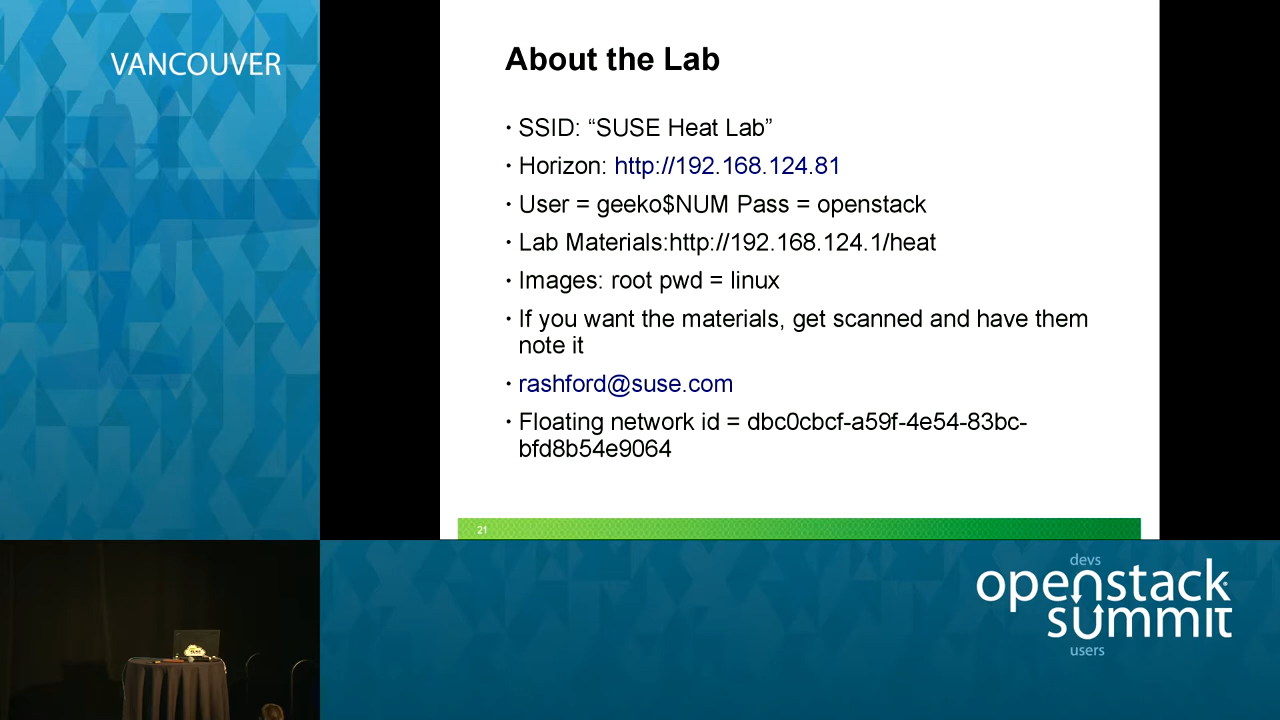 VANCOUVER
About the Lab
· SSID: “SUSE Heat Lab”
· Horizon: http://192.168.124.81
· User = geeko$NUM Pass = openstack
· Lab Materials:http://192.168.124.1/heat
· Images: root pwd = linux
· If you want the materials, get scanned and have them
note it
· rashford@suse.com
· Floating network id = dbc0cbcf-a59f-4e54-83bc-
bfd8b54e9064
21
devs
openstack
summit
users